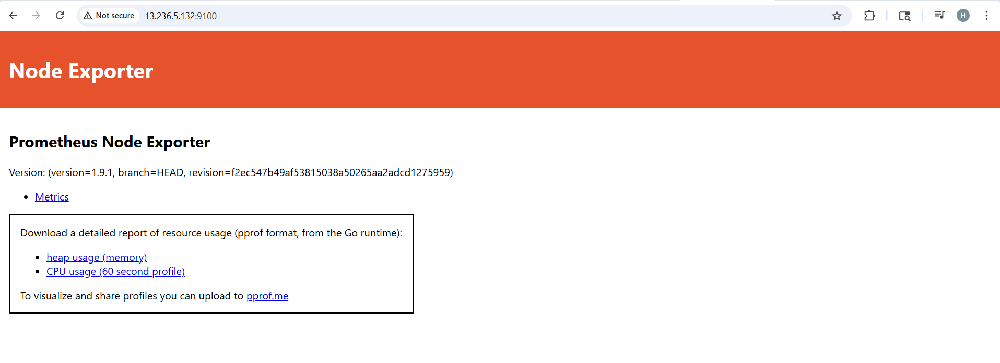 Not secure 13.236.5.132:9100
H
Node Exporter
Prometheus Node Exporter
Version: (version=1.9.1, branch=HEAD, revision=f2ec547b49af53815038a50265aa2adcd1275959)
Metrics
Download a detailed report of resource usage (pprof format, from the Go runtime):
heap usage (memory)
CPU usage (60 second profile)
To visualize and share profiles you can upload to pprof.me